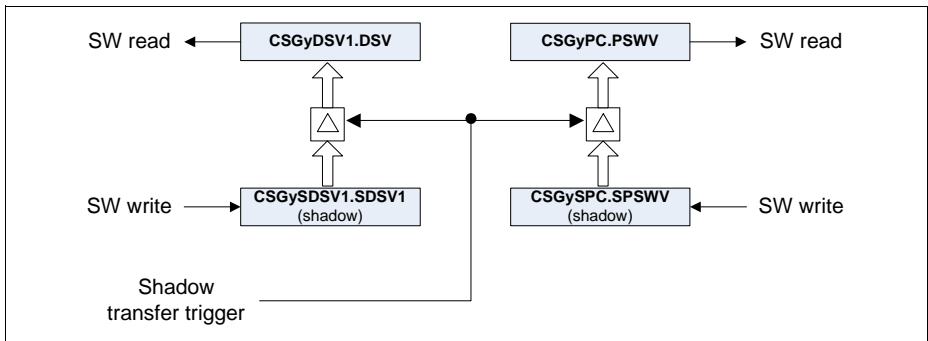 SW read
CSGyDSV1.DSV
CSGyPC.PSWV
SW read
SW write
CSGySDSV1.SDSV1
(shadow)
CSGySPC.SPSWV
(shadow)
SW write
Shadow
transfer trigger